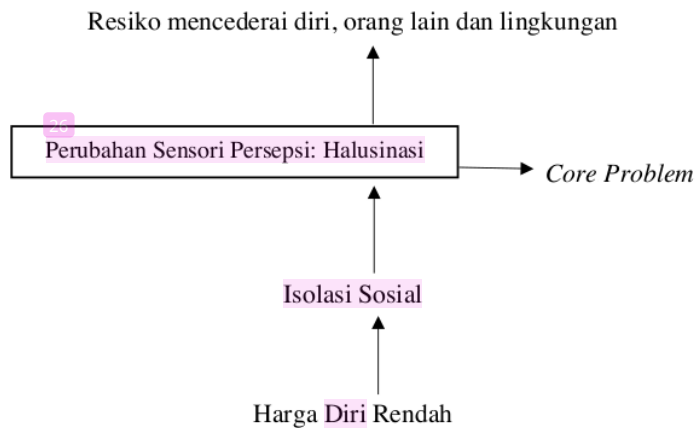 Resiko mencederai diri, orang lain dan lingkungan
26
Perubahan Sensori Persepsi: Halusinasi
Core Problem
Isolasi Sosial
Harga Diri Rendah